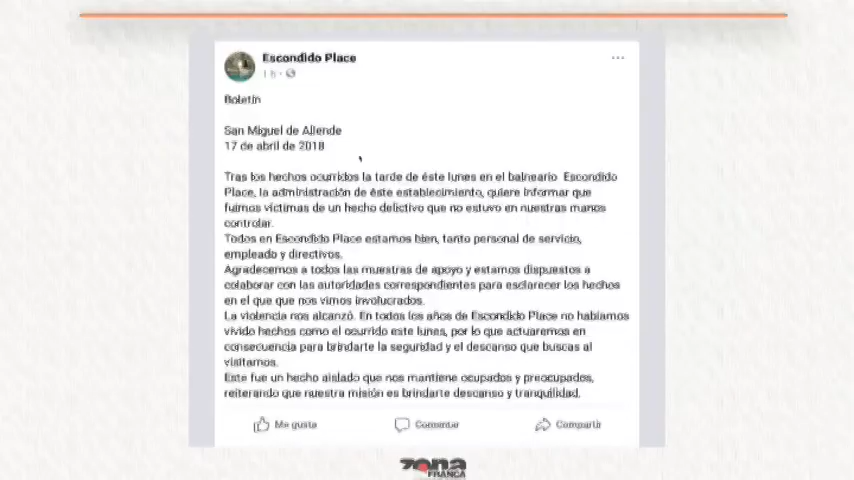 Escondido Place
1 h
Boletín
San Miguel de Allende
17 de abril de 2018
Tras los hechos ocurridos la tarde de éste lunes en el balneario Escondido
Place, la administración de éste establecimiento, quiere informar que
fuimos víctimas de un hecho delictivo que no estuvo en nuestras manos
controlar.
Todos en Escondido Place estamos bien, tanto personal de servicio,
empleado y directivos.
Agradecemos a todos las muestras de apoyo y estamos dispuestos a
colaborar con las autoridades correspondientes para esclarecer los hechos
en el que que nos vimos involucrados.
La violencia nos alcanzó. En todos los años de Escondido Place no habíamos
vivido hechos como el ocurrido este lunes, por lo que actuaremos en
consecuencia para brindarte la seguridad y el descanso que buscas al
visitarnos.
Este fue un hecho aislado que nos mantiene ocupados y preocupados,
reiterando que nuestra misión es brindarte descanso y tranquilidad.
Me gusta Comentar Compartir
zona
FRANCA